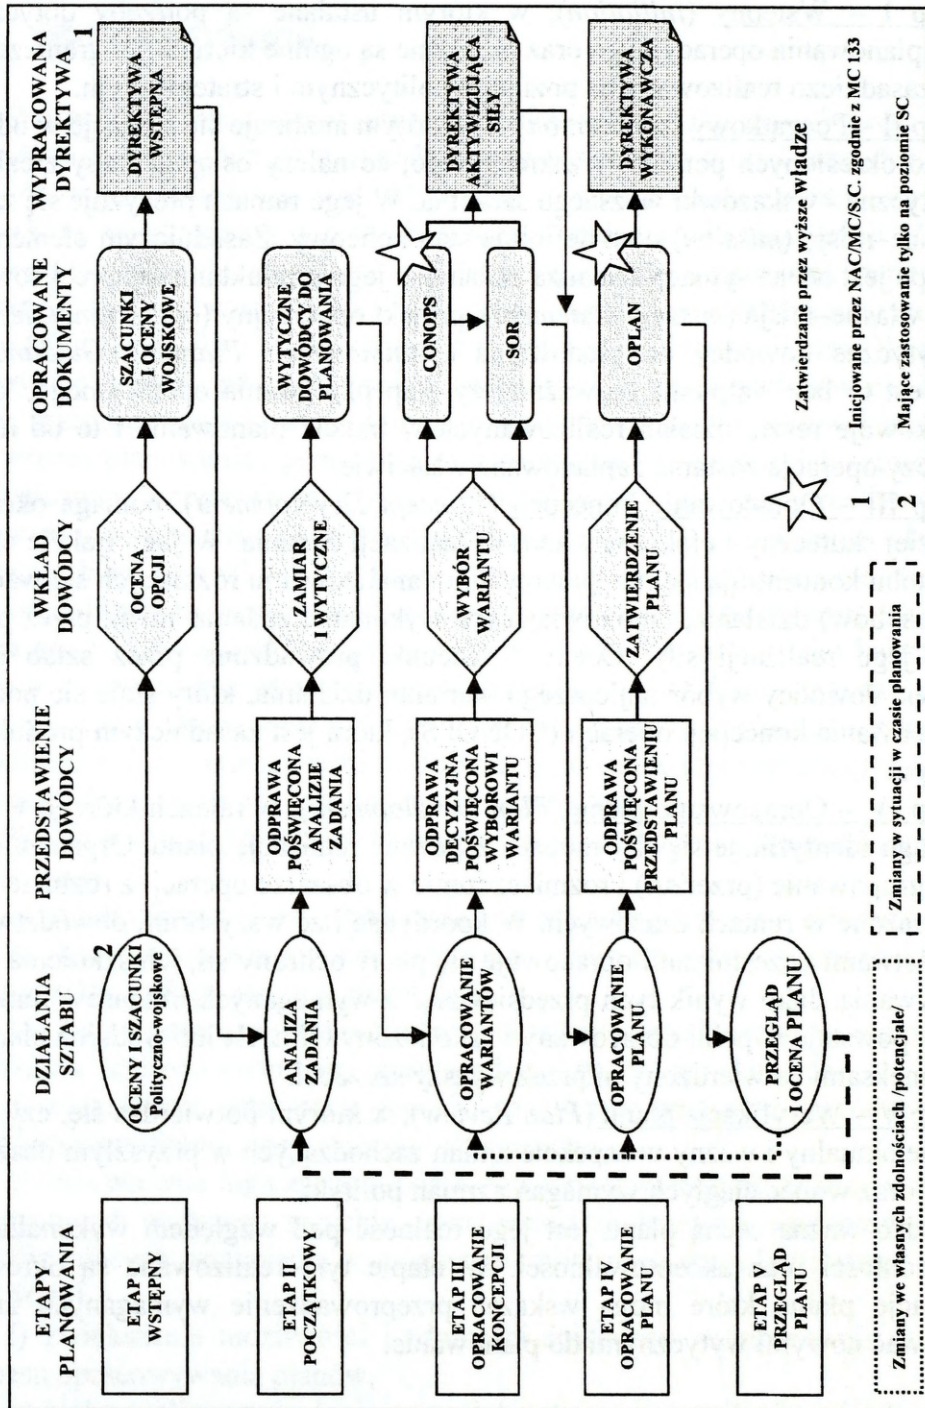 ETAPY
PLANOWANIA
DZIAŁANIA
SZTABU
PRZEDSTAWIENIE
DOWÓDCY
WKŁAD
DOWÓDCY
OPRACOWANE
DOKUMENTY
WYPRACOWANA
DYREKTYWA
ETAP I
WSTĘPNY
OCENY I SZACUNKI
Polityczno-wojskowe
2
OCENA
OPCJI
SZACUNKI
I OCENY
WOJSKOWE
DYREKTYWA
WSTĘPNA
1
ETAP II
POCZĄTKOWY
ANALIZA
ZADANIA
ODPRAWA
POŚWIĘCONA
ANALIZIE
ZADANIA
ZAMIAR
I WYTYCZNE
WYTYCZNE
DOWÓDCY DO
PLANOWANIA
ETAP III
OPRACOWANIE
KONCEPCJI
OPRACOWANIE
WARIANTÓW
ODPRAWA
DECYZYJNA
POŚWIĘCONA
WYBOROWI
WARIANTU
WYBÓR
WARIANTU
CONOPS
SOR
DYREKTYWA
AKTYWIZUJĄCA
SIŁY
ETAP IV
OPRACOWANIE
PLANU
OPRACOWANIE
PLANU
ODPRAWA
POŚWIĘCONA
PRZEDSTAWIENIU
PLANU
ZATWIERDZENIE
PLANU
OPLAN
DYREKTYWA
WYKONAWCZA
ETAP V
PRZEGLĄD
PLANU
PRZEGLĄD
I OCENA PLANU
Zmiany we własnych zdolnościach /potencjale/
Zmiany w sytuacji w czasie planowania
Zatwierdzane przez wyższe władze
1 Inicjowane przez NAC/DPC/SC zgodnie z MC 133
2 Mające zastosowanie tylko na poziomie SC